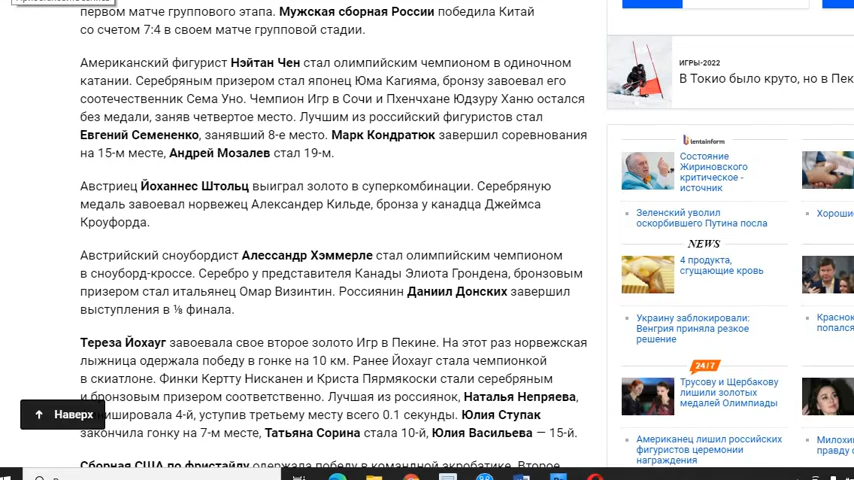 первом матче группового этапа. Мужская сборная России победила Китай
со счетом 7:4 в своем матче групповой стадии.
Американский фигурист Нэйтан Чен стал олимпийским чемпионом в одиночном
катании. Серебряным призером стал японец Юма Кагияма, бронзу завоевал его
соотечественник Сема Уно. Чемпион Игр в Сочи и Пхенчхане Юдзуру Ханю остался
без медали, заняв четвертое место. Лучшим из российский фигуристов стал
Евгений Семененко, занявший 8-е место. Марк Кондратюк завершил соревнования
на 15-м месте, Андрей Мозалев стал 19-м.
Австриец Йоханнес Штольц выиграл золото в суперкомбинации. Серебряную
медаль завоевал норвежец Александер Кильде, бронза у канадца Джеймса
Кроуфорда.
Австрийский сноубордист Алессандр Хэммерле стал олимпийским чемпионом
в сноуборд-кроссе. Серебро у представителя Канады Элиота Грондена, бронзовым
призером стал итальянец Омар Визинтин. Россиянин Даниил Донских завершил
выступления в ⅛ финала.
Тереза Йохауг завоевала свое второе золото Игр в Пекине. На этот раз норвежская
лыжница одержала победу в гонке на 10 км. Ранее Йохауг стала чемпионкой
в скиатлоне. Финки Кертту Нисканен и Криста Пярмякоски стали серебряным
и бронзовым призером соответственно. Лучшая из россиянок, Наталья Непряева,
финишировала 4-й, уступив третьему месту всего 0.1 секунды. Юлия Ступак
закончила гонку на 7-м месте, Татьяна Сорина стала 10-й, Юлия Васильева — 15-й.
Сборная США по фристайлу одержала победу в командной акробатике. Второе
Наверх
ИГРЫ-2022
В Токио было круто, но в Пек
lentainform
Состояние
Жириновского
критическое -
источник
Зеленский уволил
оскорбившего Путина посла
Хороши
NEWS
4 продукта,
сгущающие кровь
Украину заблокировали:
Венгрия приняла резкое
решение
Краснок
попался
24/7
Трусову и Щербакову
лишили золотых
медалей Олимпиады
Американец лишил российских
фигуристов церемонии
награждения
Милохин
правду о